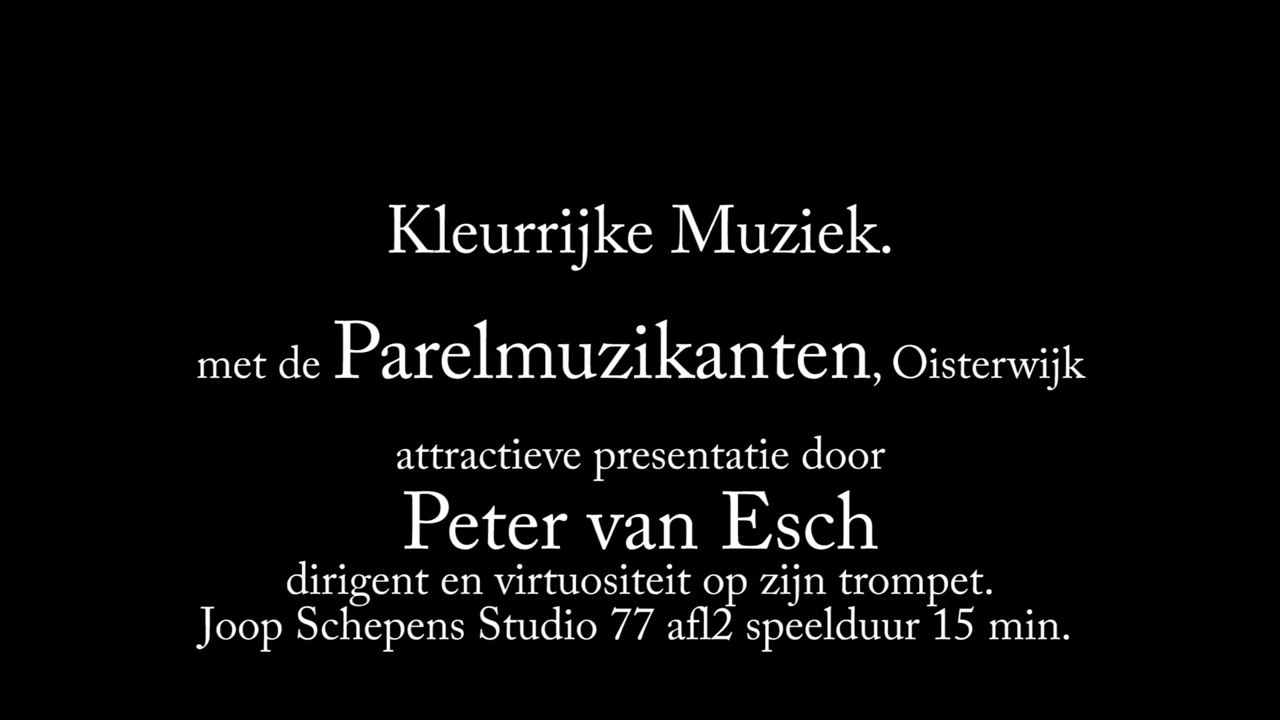 Kleurrijke Muziek.
met de Parelmuzikanten, Oisterwijk
attractieve presentatie door
Peter van Esch
dirigent en virtuositeit op zijn trompet.
Joop Schepens Studio 77 afl2 speelduur 15 min.